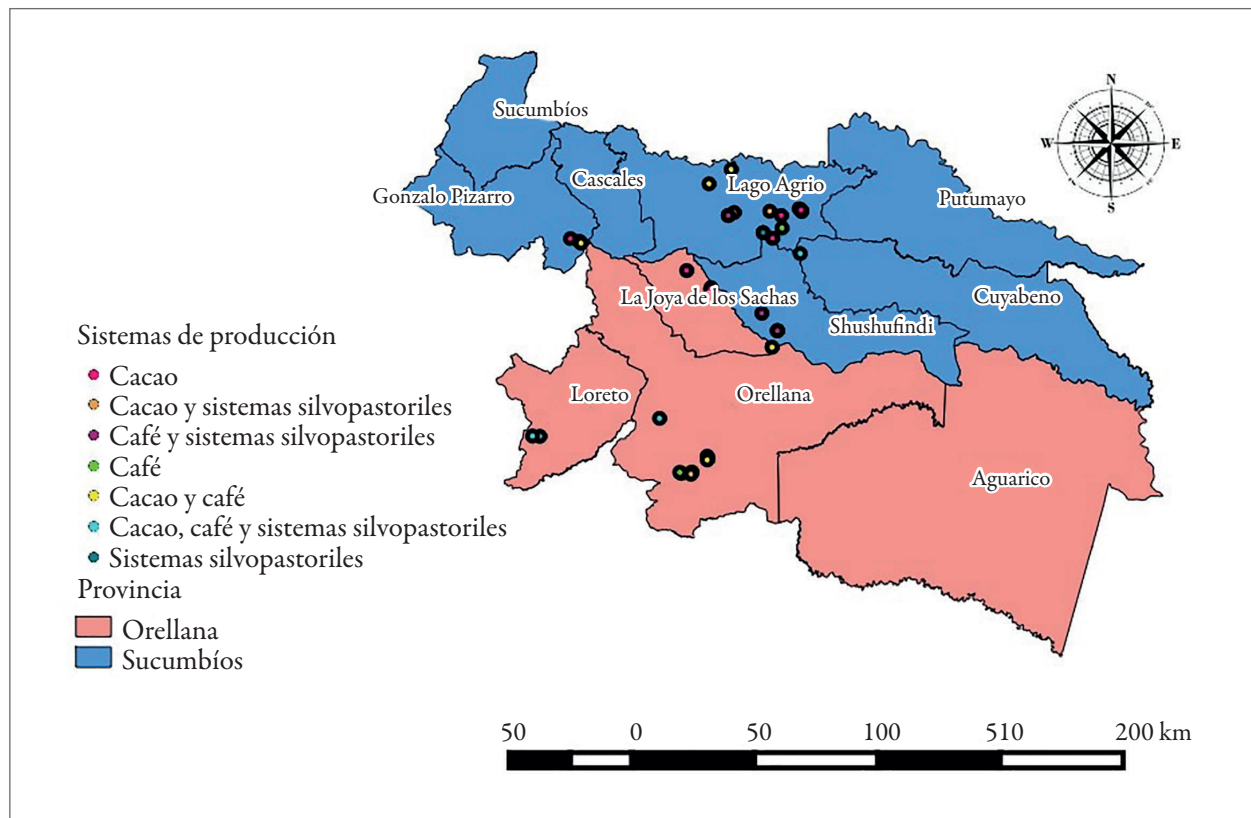 Sucumbíos
Gonzalo Pizarro
Cascales
Lago Agrio
Putumayo
Cuyabeno
La Joya de los Sachas
Shushufindi
Loreto
Orellana
Aguarico
N
W
E
S
Sistemas de producción
Cacao
Cacao y sistemas silvopastoriles
Café y sistemas silvopastoriles
Café
Cacao y café
Cacao, café y sistemas silvopastoriles
Sistemas silvopastoriles
Provincia
Orellana
Sucumbíos
50 0 50 100 510 200 km